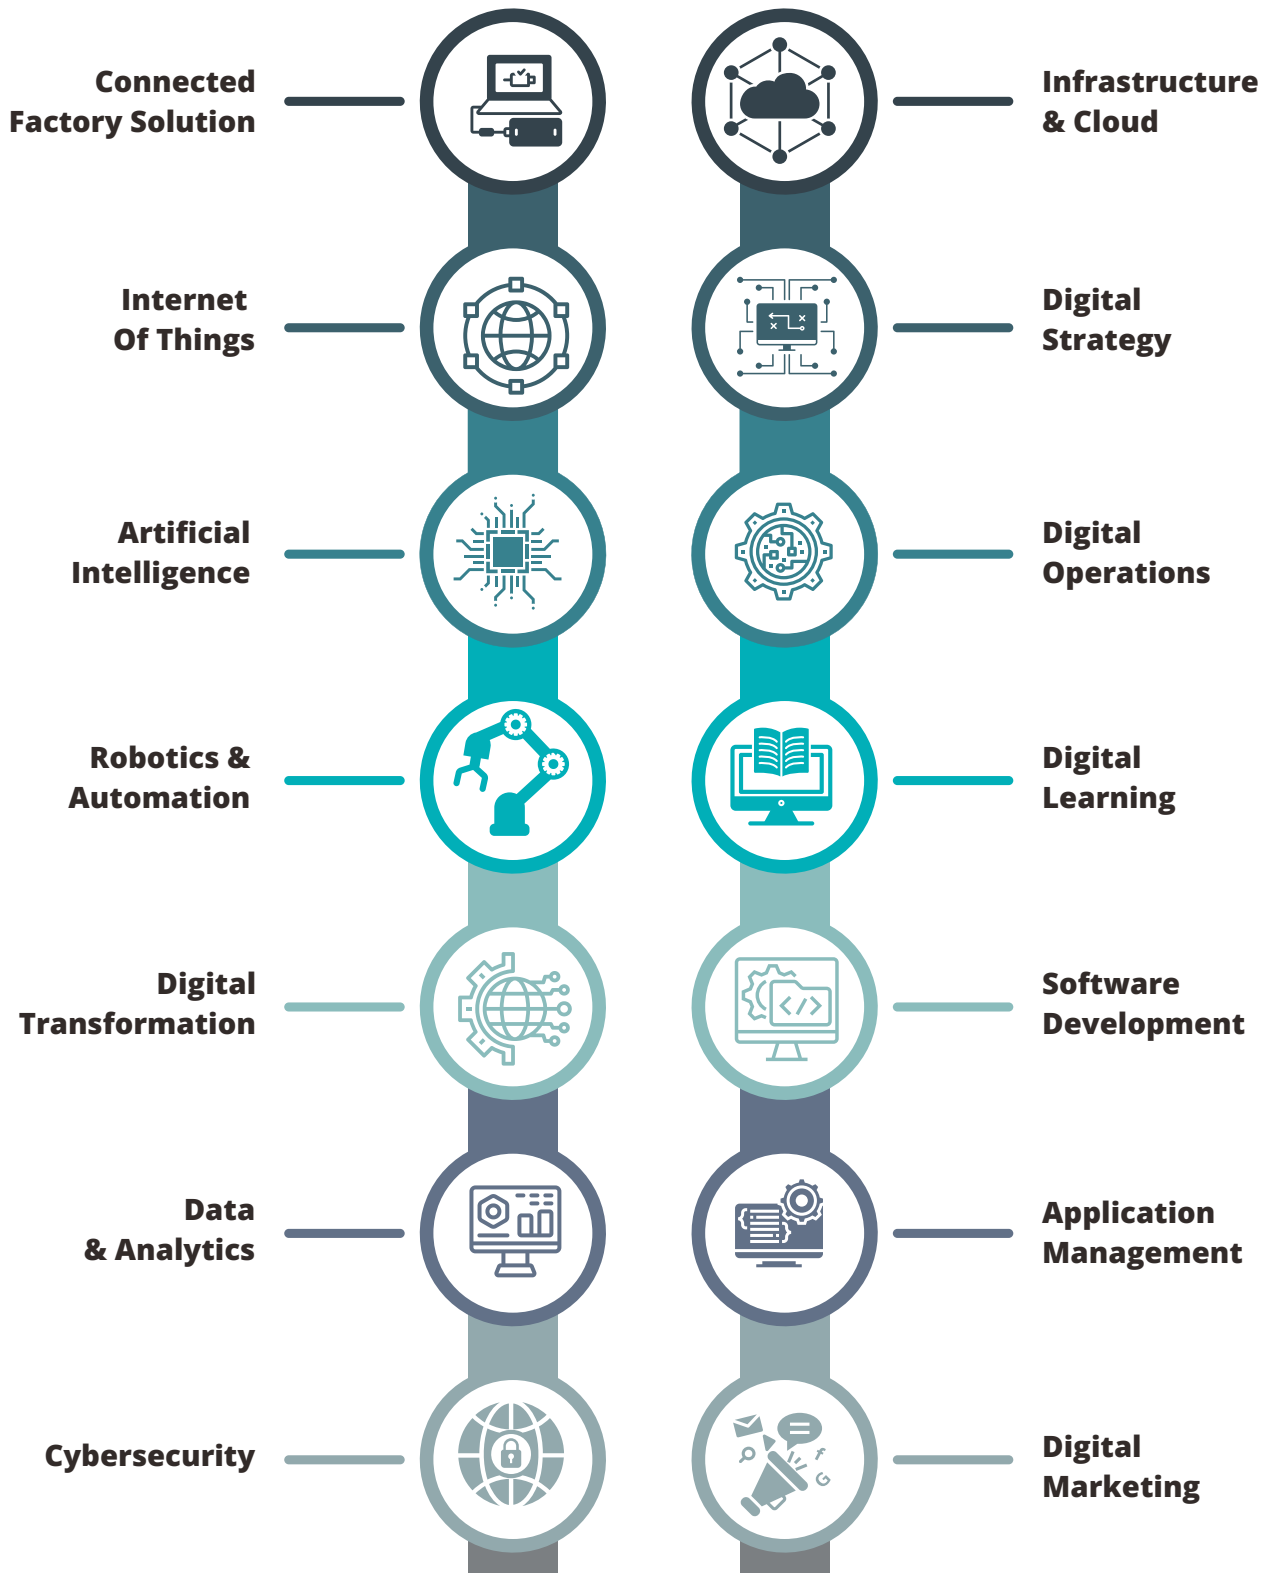 Connected
Factory Solution
Infrastructure
& Cloud
Internet
Of Things
Digital
Strategy
Artificial
Intelligence
Digital
Operations
Robotics &
Automation
Digital
Learning
Digital
Transformation
Software
Development
Data
& Analytics
Application
Management
Cybersecurity
Digital
Marketing
f
G